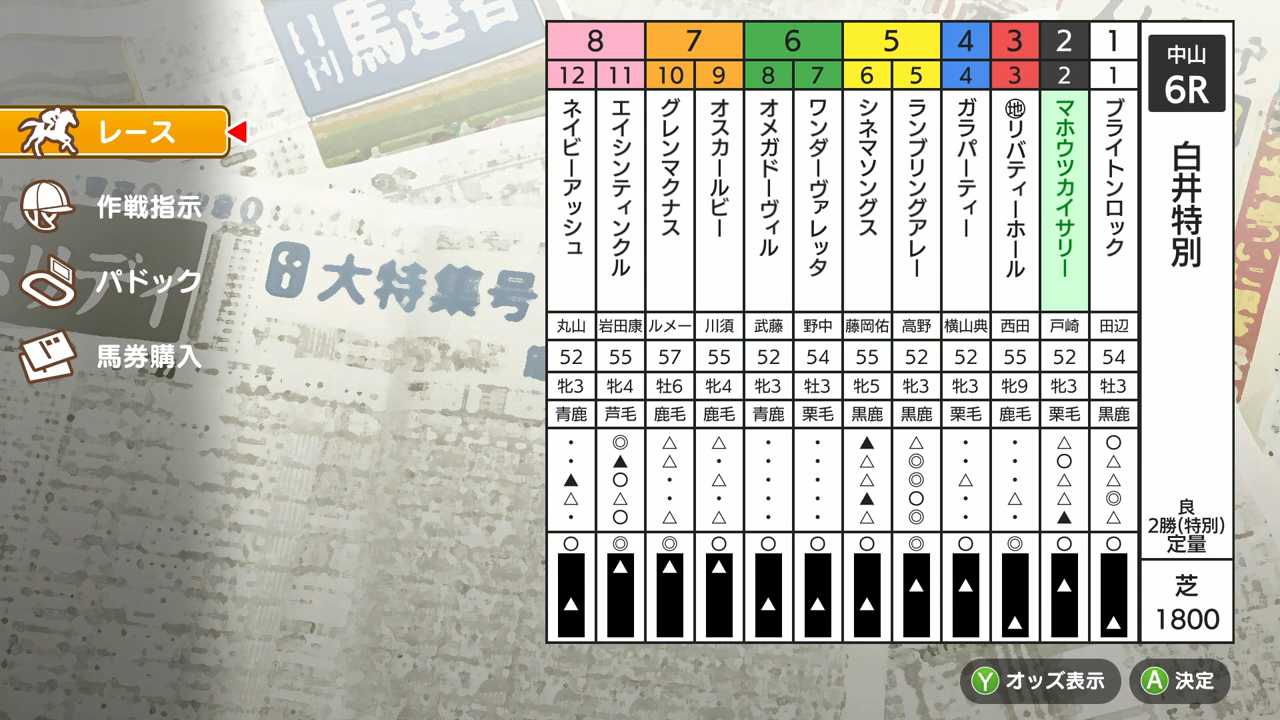 日刊馬連者
大特集号
レース
作戦指示
パドック
馬券購入
8 7 6 5 4 3 2 1
12 11 10 9 8 7 6 5 4 3 2 1
ネイビーアッシュ
エイシンティンクル
グレンマクナス
オスカールビー
オメガドーヴィル
ワンダーヴァレッタ
シネマソングス
ランブリングアレー
ガラパーティー
㊞リバティーホール
マホウツカイサリー
ブライトンロック
丸山 岩田康 ルメー 川須 武藤 野中 藤岡佑 高野 横山典 西田 戸崎 田辺
52 55 57 55 52 54 55 52 52 55 52 54
牝3 牝4 牡6 牝4 牝3 牡3 牝5 牝3 牝3 牝9 牝3 牡3
青鹿 芦毛 鹿毛 鹿毛 青鹿 栗毛 黒鹿 黒鹿 栗毛 鹿毛 栗毛 黒鹿
・ ◎ △ △ ・ ・ ▲ △ ・ ・ △ ○
・ ▲ △ ・ ・ ・ △ ◎ ・ ・ ○ △
▲ ○ ・ △ ・ ・ △ ◎ △ ・ △ △
△ △ ・ ・ ・ ・ ▲ ○ ・ △ △ ◎
・ ○ △ △ ・ ・ △ ◎ ・ ・ ▲ △
○ ◎ ◎ ○ ○ ○ ○ ◎ ○ ◎ ○ ○
中山
6R
白井特別
良
2勝(特別)
定量
芝
1800
Y オッズ表示
A 決定